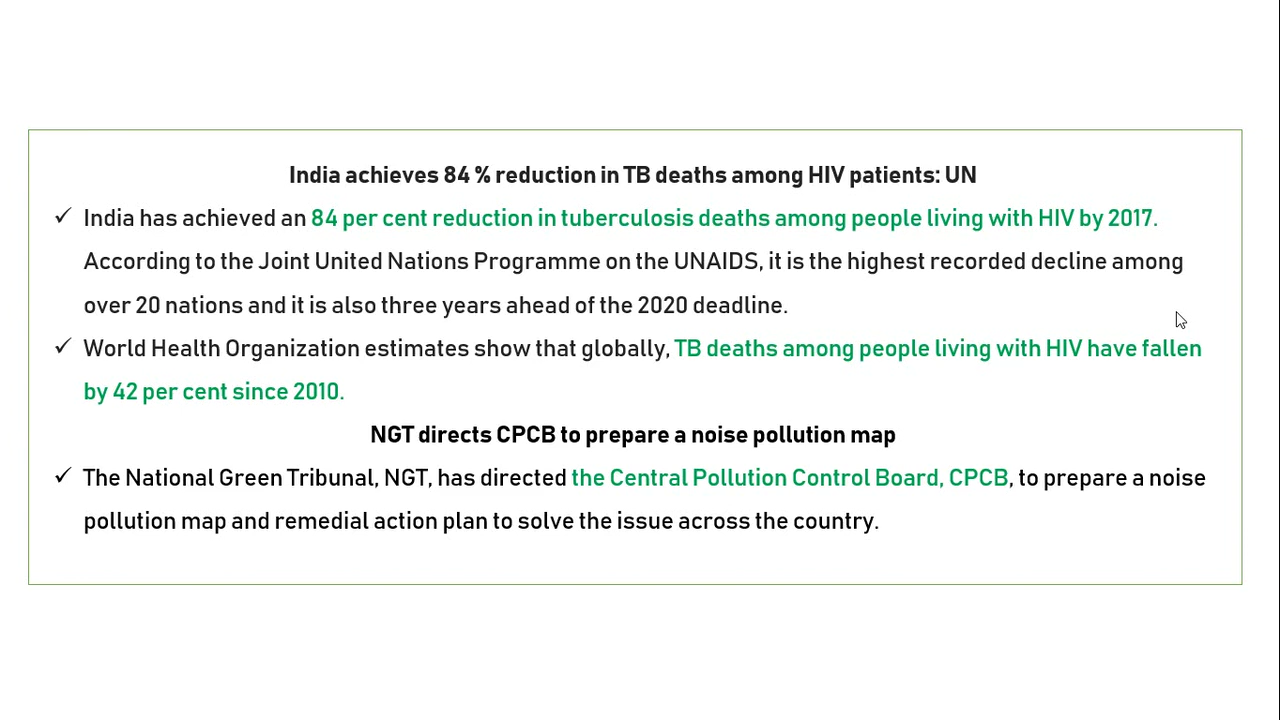 India achieves 84 % reduction in TB deaths among HIV patients: UN
✓ India has achieved an 84 per cent reduction in tuberculosis deaths among people living with HIV by 2017.
According to the Joint United Nations Programme on the UNAIDS, it is the highest recorded decline among
over 20 nations and it is also three years ahead of the 2020 deadline.
✓ World Health Organization estimates show that globally, TB deaths among people living with HIV have fallen
by 42 per cent since 2010.
NGT directs CPCB to prepare a noise pollution map
✓ The National Green Tribunal, NGT, has directed the Central Pollution Control Board, CPCB, to prepare a noise
pollution map and remedial action plan to solve the issue across the country.